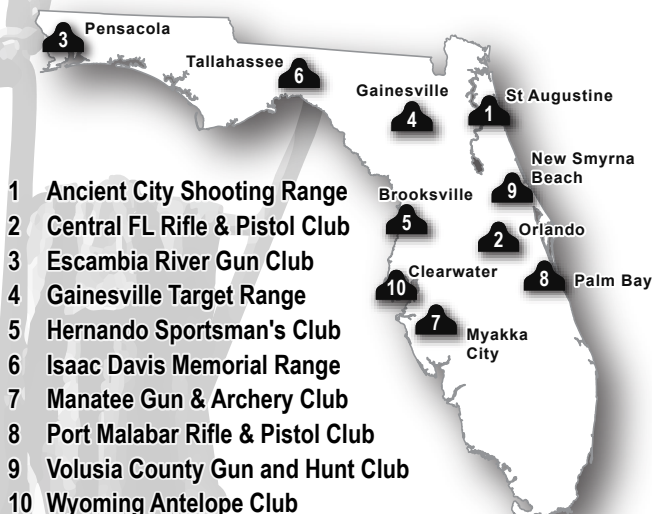 3 Pensacola
Tallahassee
6
Gainesville
4
St Augustine
1
New Smyrna
Beach
9
Brooksville
5
Orlando
2
Clearwater
10
8 Palm Bay
7
Myakka
City
1 Ancient City Shooting Range
2 Central FL Rifle & Pistol Club
3 Escambia River Gun Club
4 Gainesville Target Range
5 Hernando Sportsman's Club
6 Isaac Davis Memorial Range
7 Manatee Gun & Archery Club
8 Port Malabar Rifle & Pistol Club
9 Volusia County Gun and Hunt Club
10 Wyoming Antelope Club